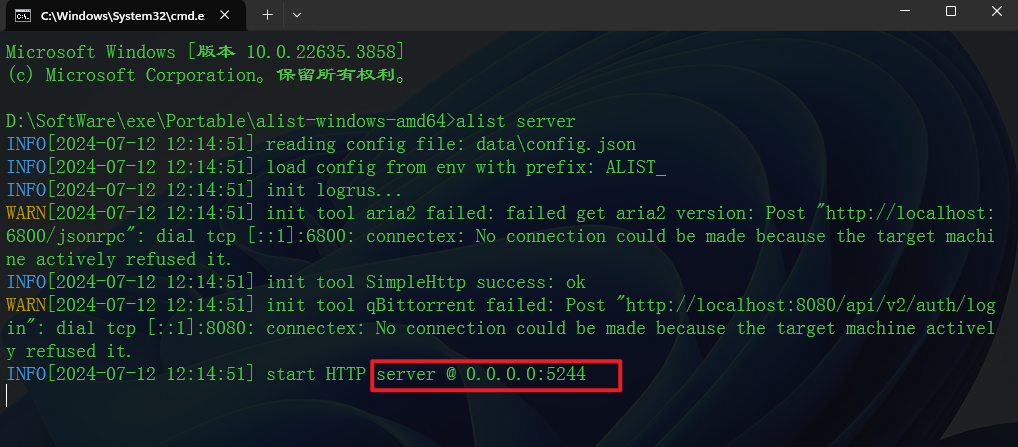 C:\Windows\System32\cmd.e
Microsoft Windows [版本 10.0.22635.3858]
(c) Microsoft Corporation。保留所有权利。
D:\SoftWare\exe\Portable\alist-windows-amd64>alist server
INFO[2024-07-12 12:14:51] reading config file: data\config.json
INFO[2024-07-12 12:14:51] load config from env with prefix: ALIST_
INFO[2024-07-12 12:14:51] init logrus...
WARN[2024-07-12 12:14:51] init tool aria2 failed: failed get aria2 version: Post "http://localhost:
6800/jsonrpc": dial tcp [::1]:6800: connectex: No connection could be made because the target machi
ne actively refused it.
INFO[2024-07-12 12:14:51] init tool SimpleHttp success: ok
WARN[2024-07-12 12:14:51] init tool qBittorrent failed: Post "http://localhost:8080/api/v2/auth/log
in": dial tcp [::1]:8080: connectex: No connection could be made because the target machine activel
y refused it.
INFO[2024-07-12 12:14:51] start HTTP server @ 0.0.0.0:5244